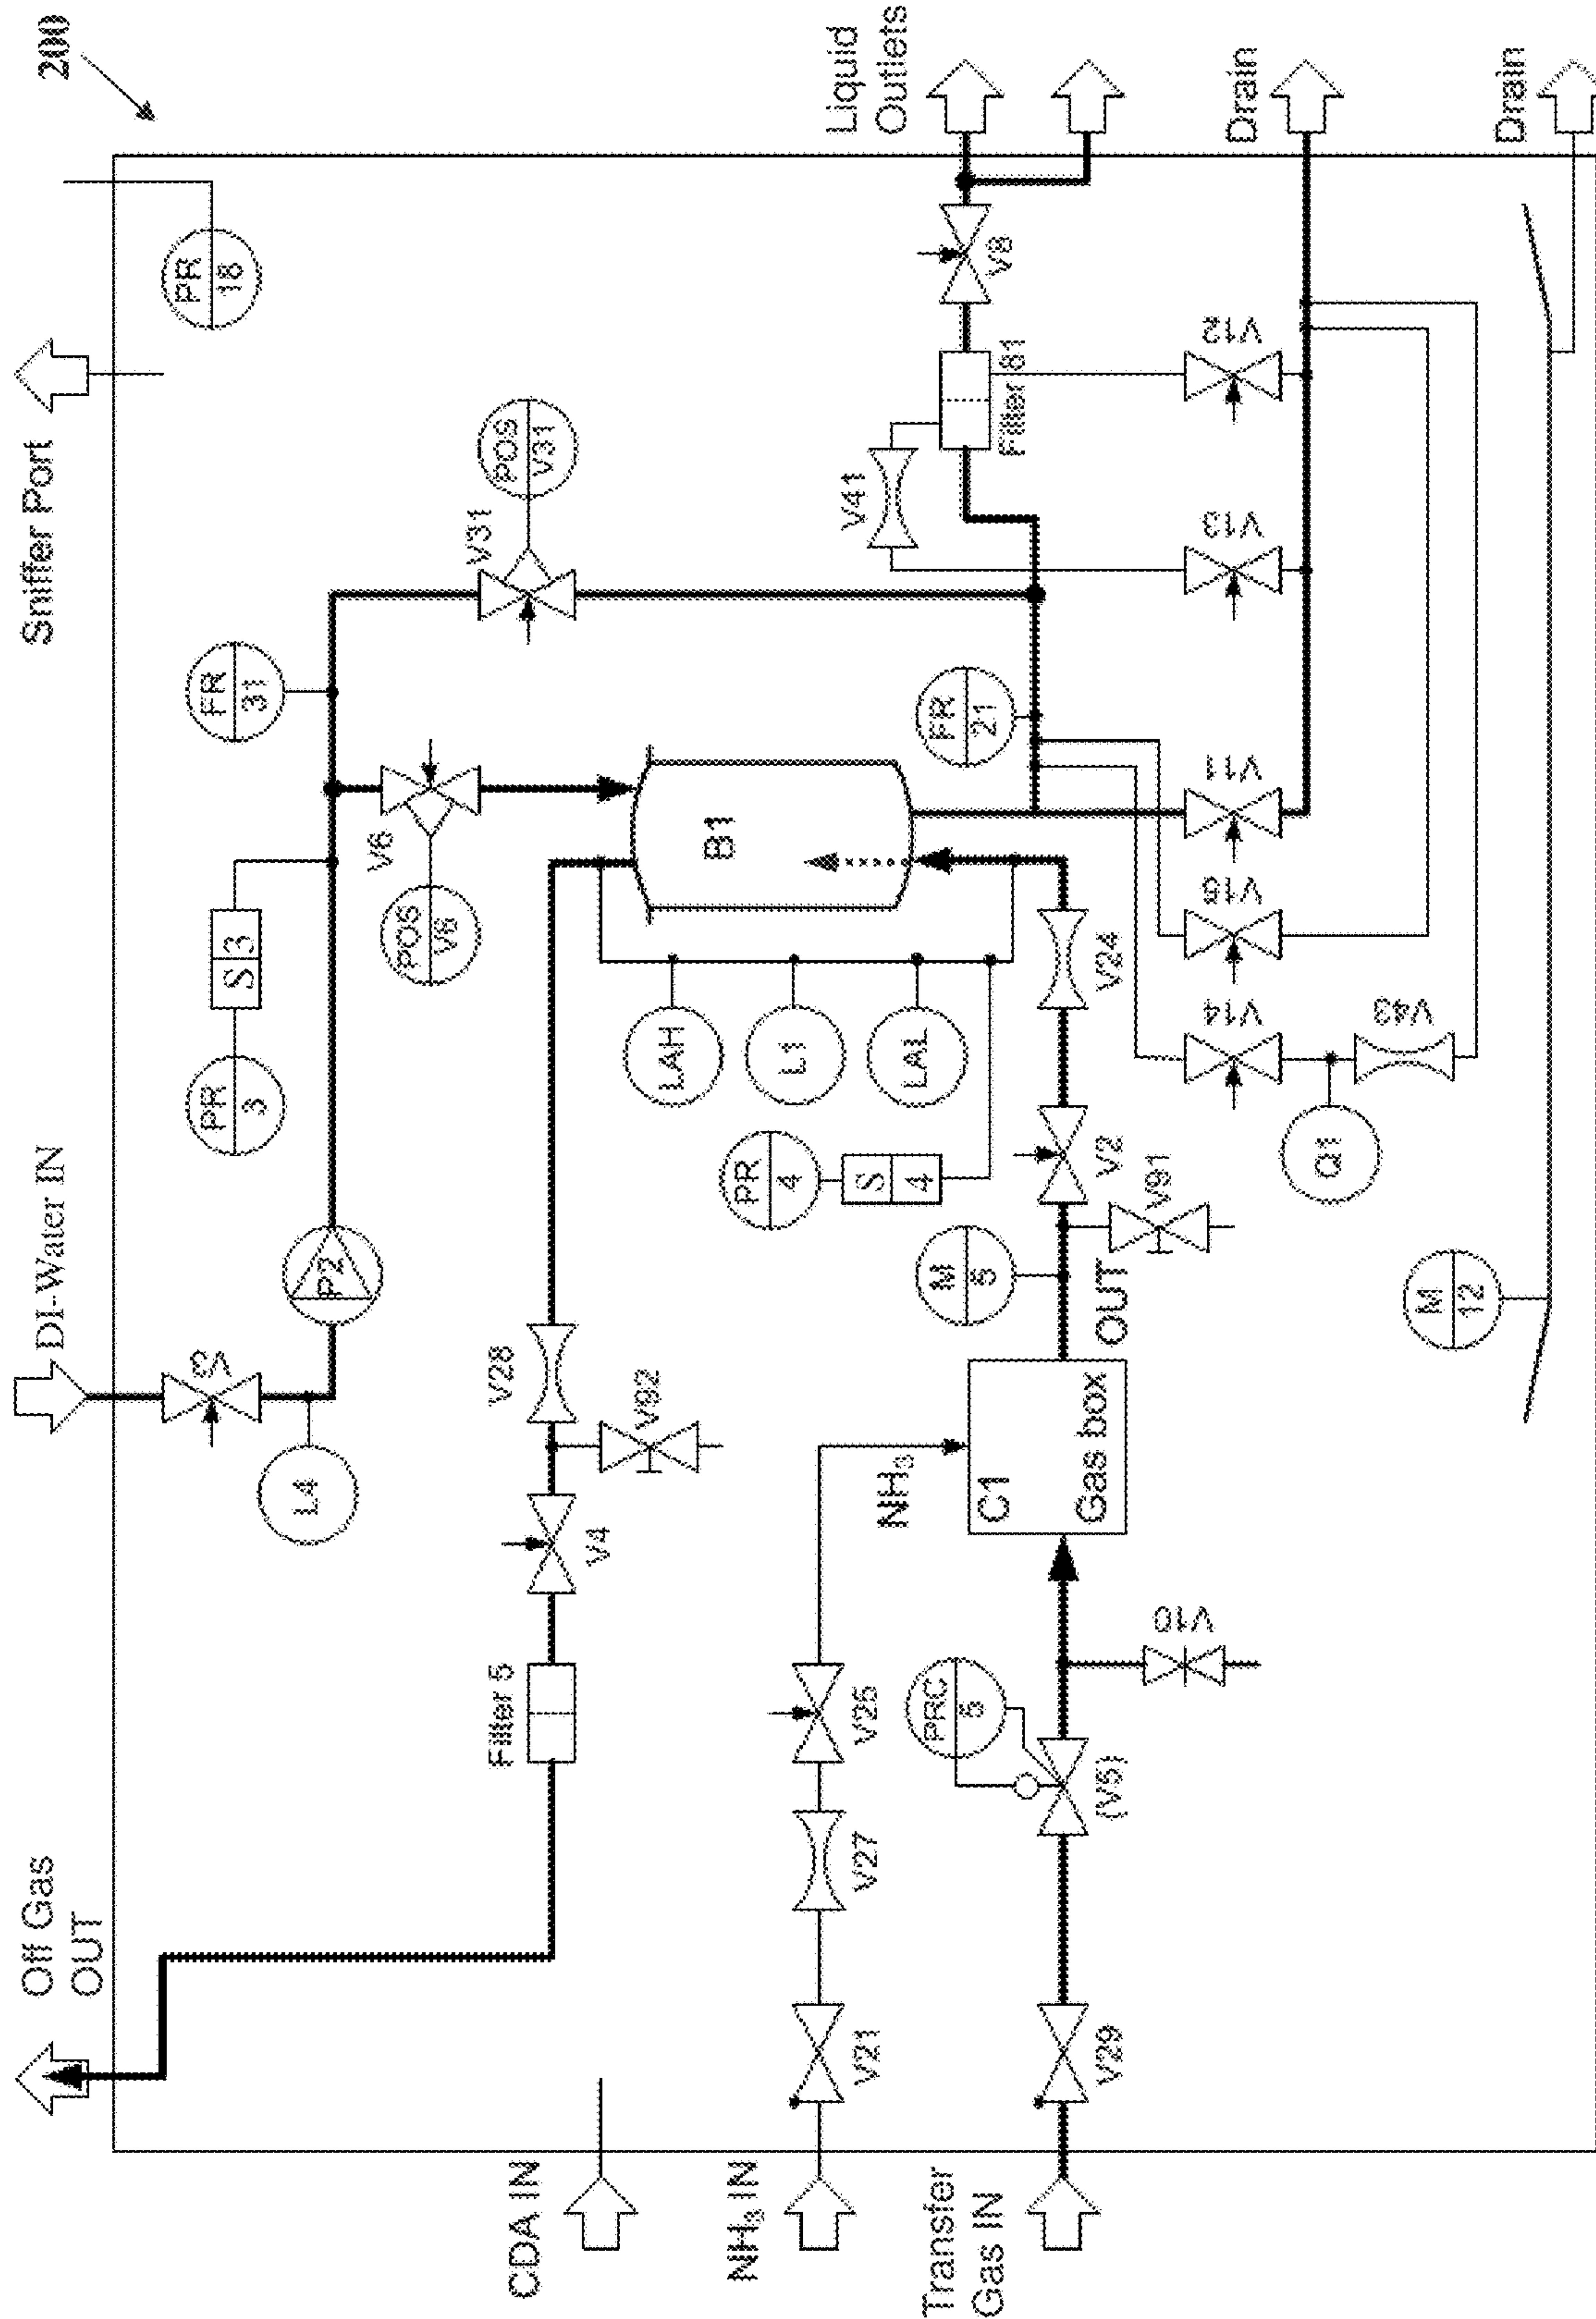 200
Off Gas
OUT
DI-Water IN
Sniffer Port
V3
L4
P2
PR
3
S 3
FR
31
PR
18
V6
POS
V6
V31
POS
V31
Filter 5
V4
V28
V92
B1
LAH
L1
LAL
PR
4
S
4
FR
21
V41
Filter 81
V8
Liquid
Outlets
CDA IN
NH3 IN
V21
V27
V25
NH3
Transfer
Gas IN
V29
PRC
5
(V5)
V10
C1
Gas box
OUT
M
5
V91
V2
V24
V14
V15
V11
V13
V12
Drain
Q1
V43
M
12
Drain